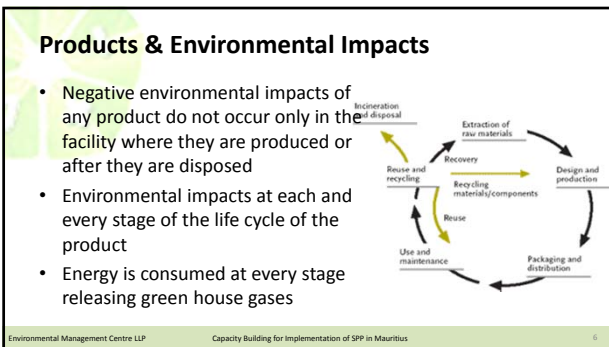 Products & Environmental Impacts
• Negative environmental impacts of
any product do not occur only in the
facility where they are produced or
after they are disposed
• Environmental impacts at each and
every stage of the life cycle of the
product
• Energy is consumed at every stage
releasing green house gases
Incineration
and disposal
Extraction of
raw materials
Recovery
Reuse and
recycling
Recycling
materials/components
Design and
production
Reuse
Use and
maintenance
Packaging and
distribution
Environmental Management Centre LLP
Capacity Building for Implementation of SPP in Mauritius
6